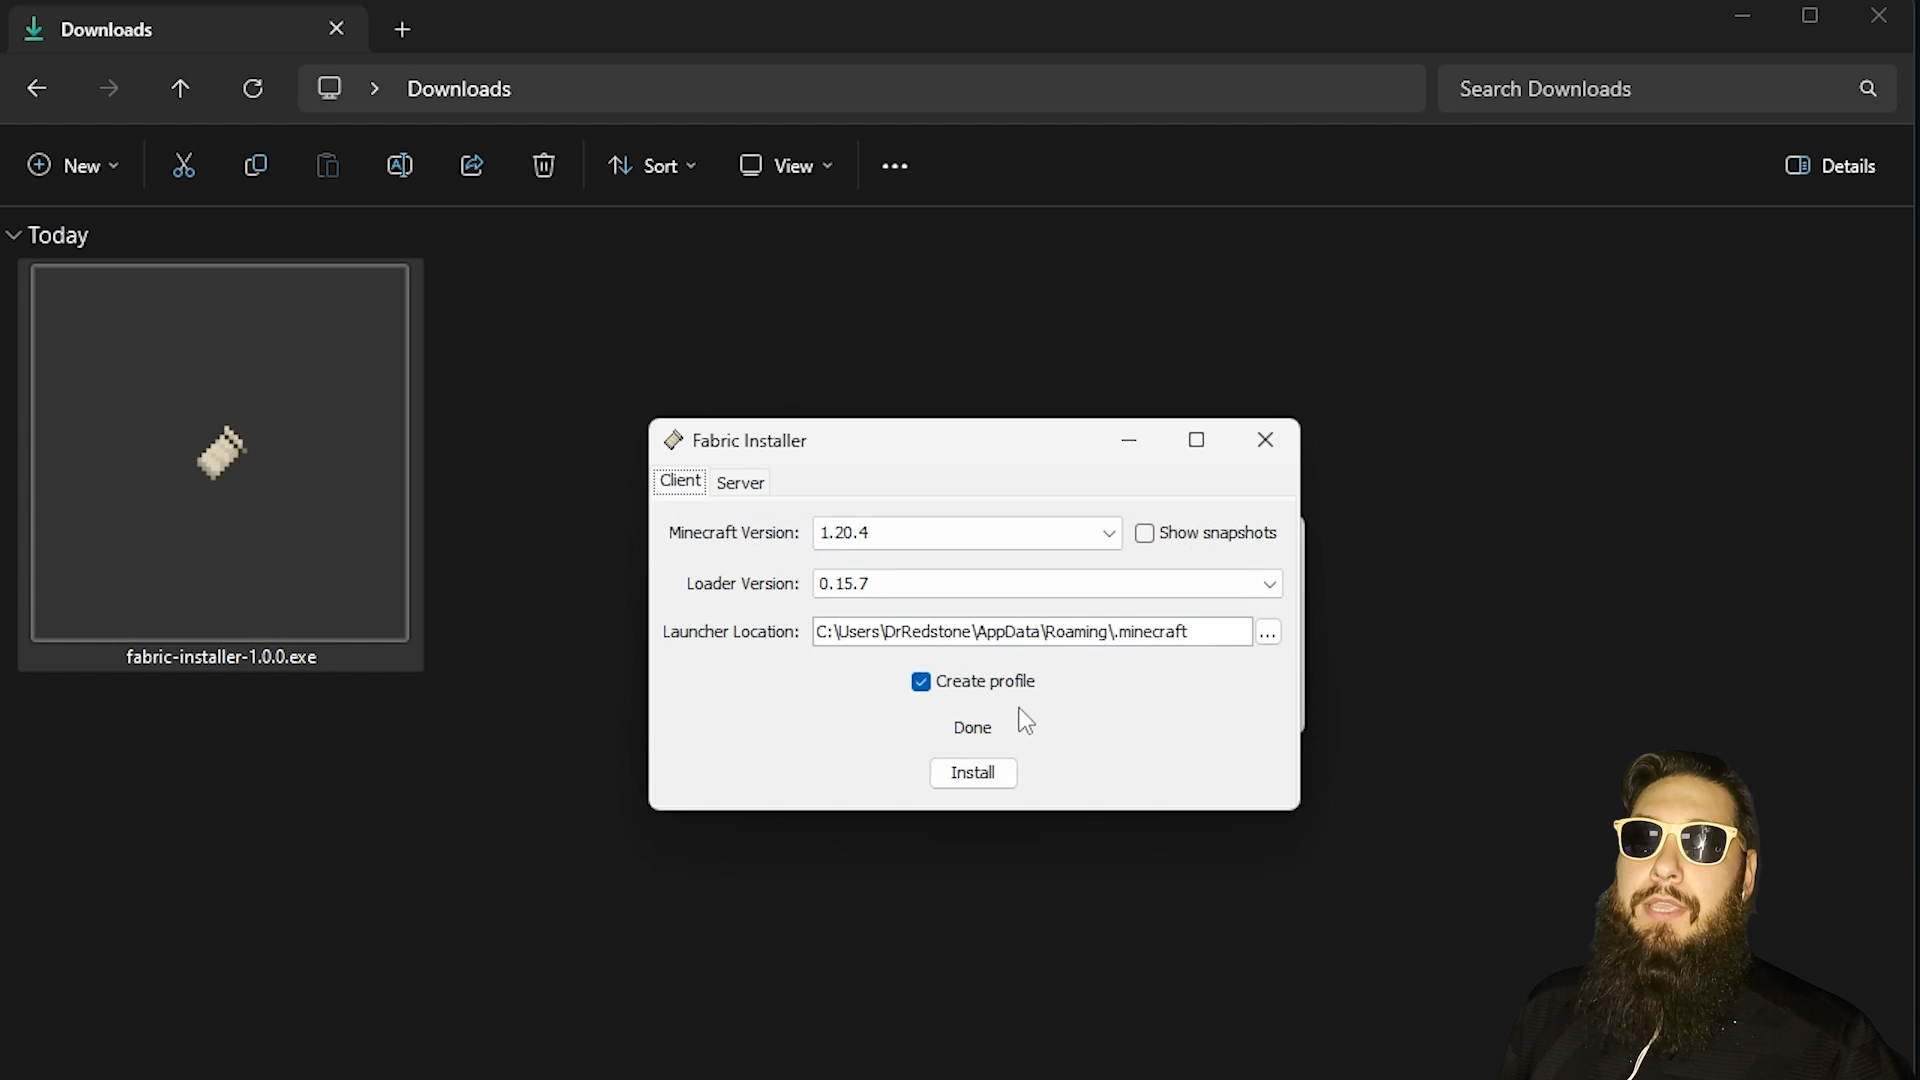 Downloads
Downloads
Search Downloads
New
Sort
View
Details
Today
fabric-installer-1.0.0.exe
Fabric Installer
Client
Server
Minecraft Version:
1.20.4
Show snapshots
Loader Version:
0.15.7
Launcher Location:
C:\Users\DrRedstone\AppData\Roaming\.minecraft
...
Create profile
Done
Install